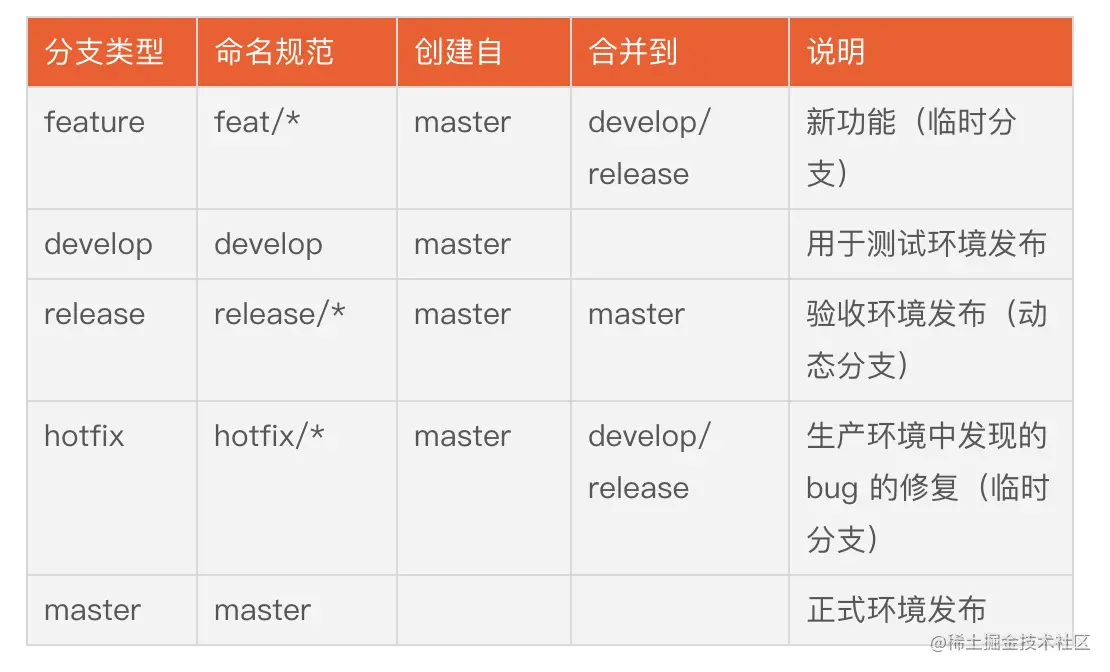 分支类型 命名规范 创建自 合并到 说明
feature feat/* master develop/ 新功能（临时分
release 支）
develop develop master 用于测试环境发布
release release/* master master 验收环境发布（动
态分支）
hotfix hotfix/* master develop/ 生产环境中发现的
release bug 的修复（临时
分支）
master master 正式环境发布
@稀土掘金技术社区